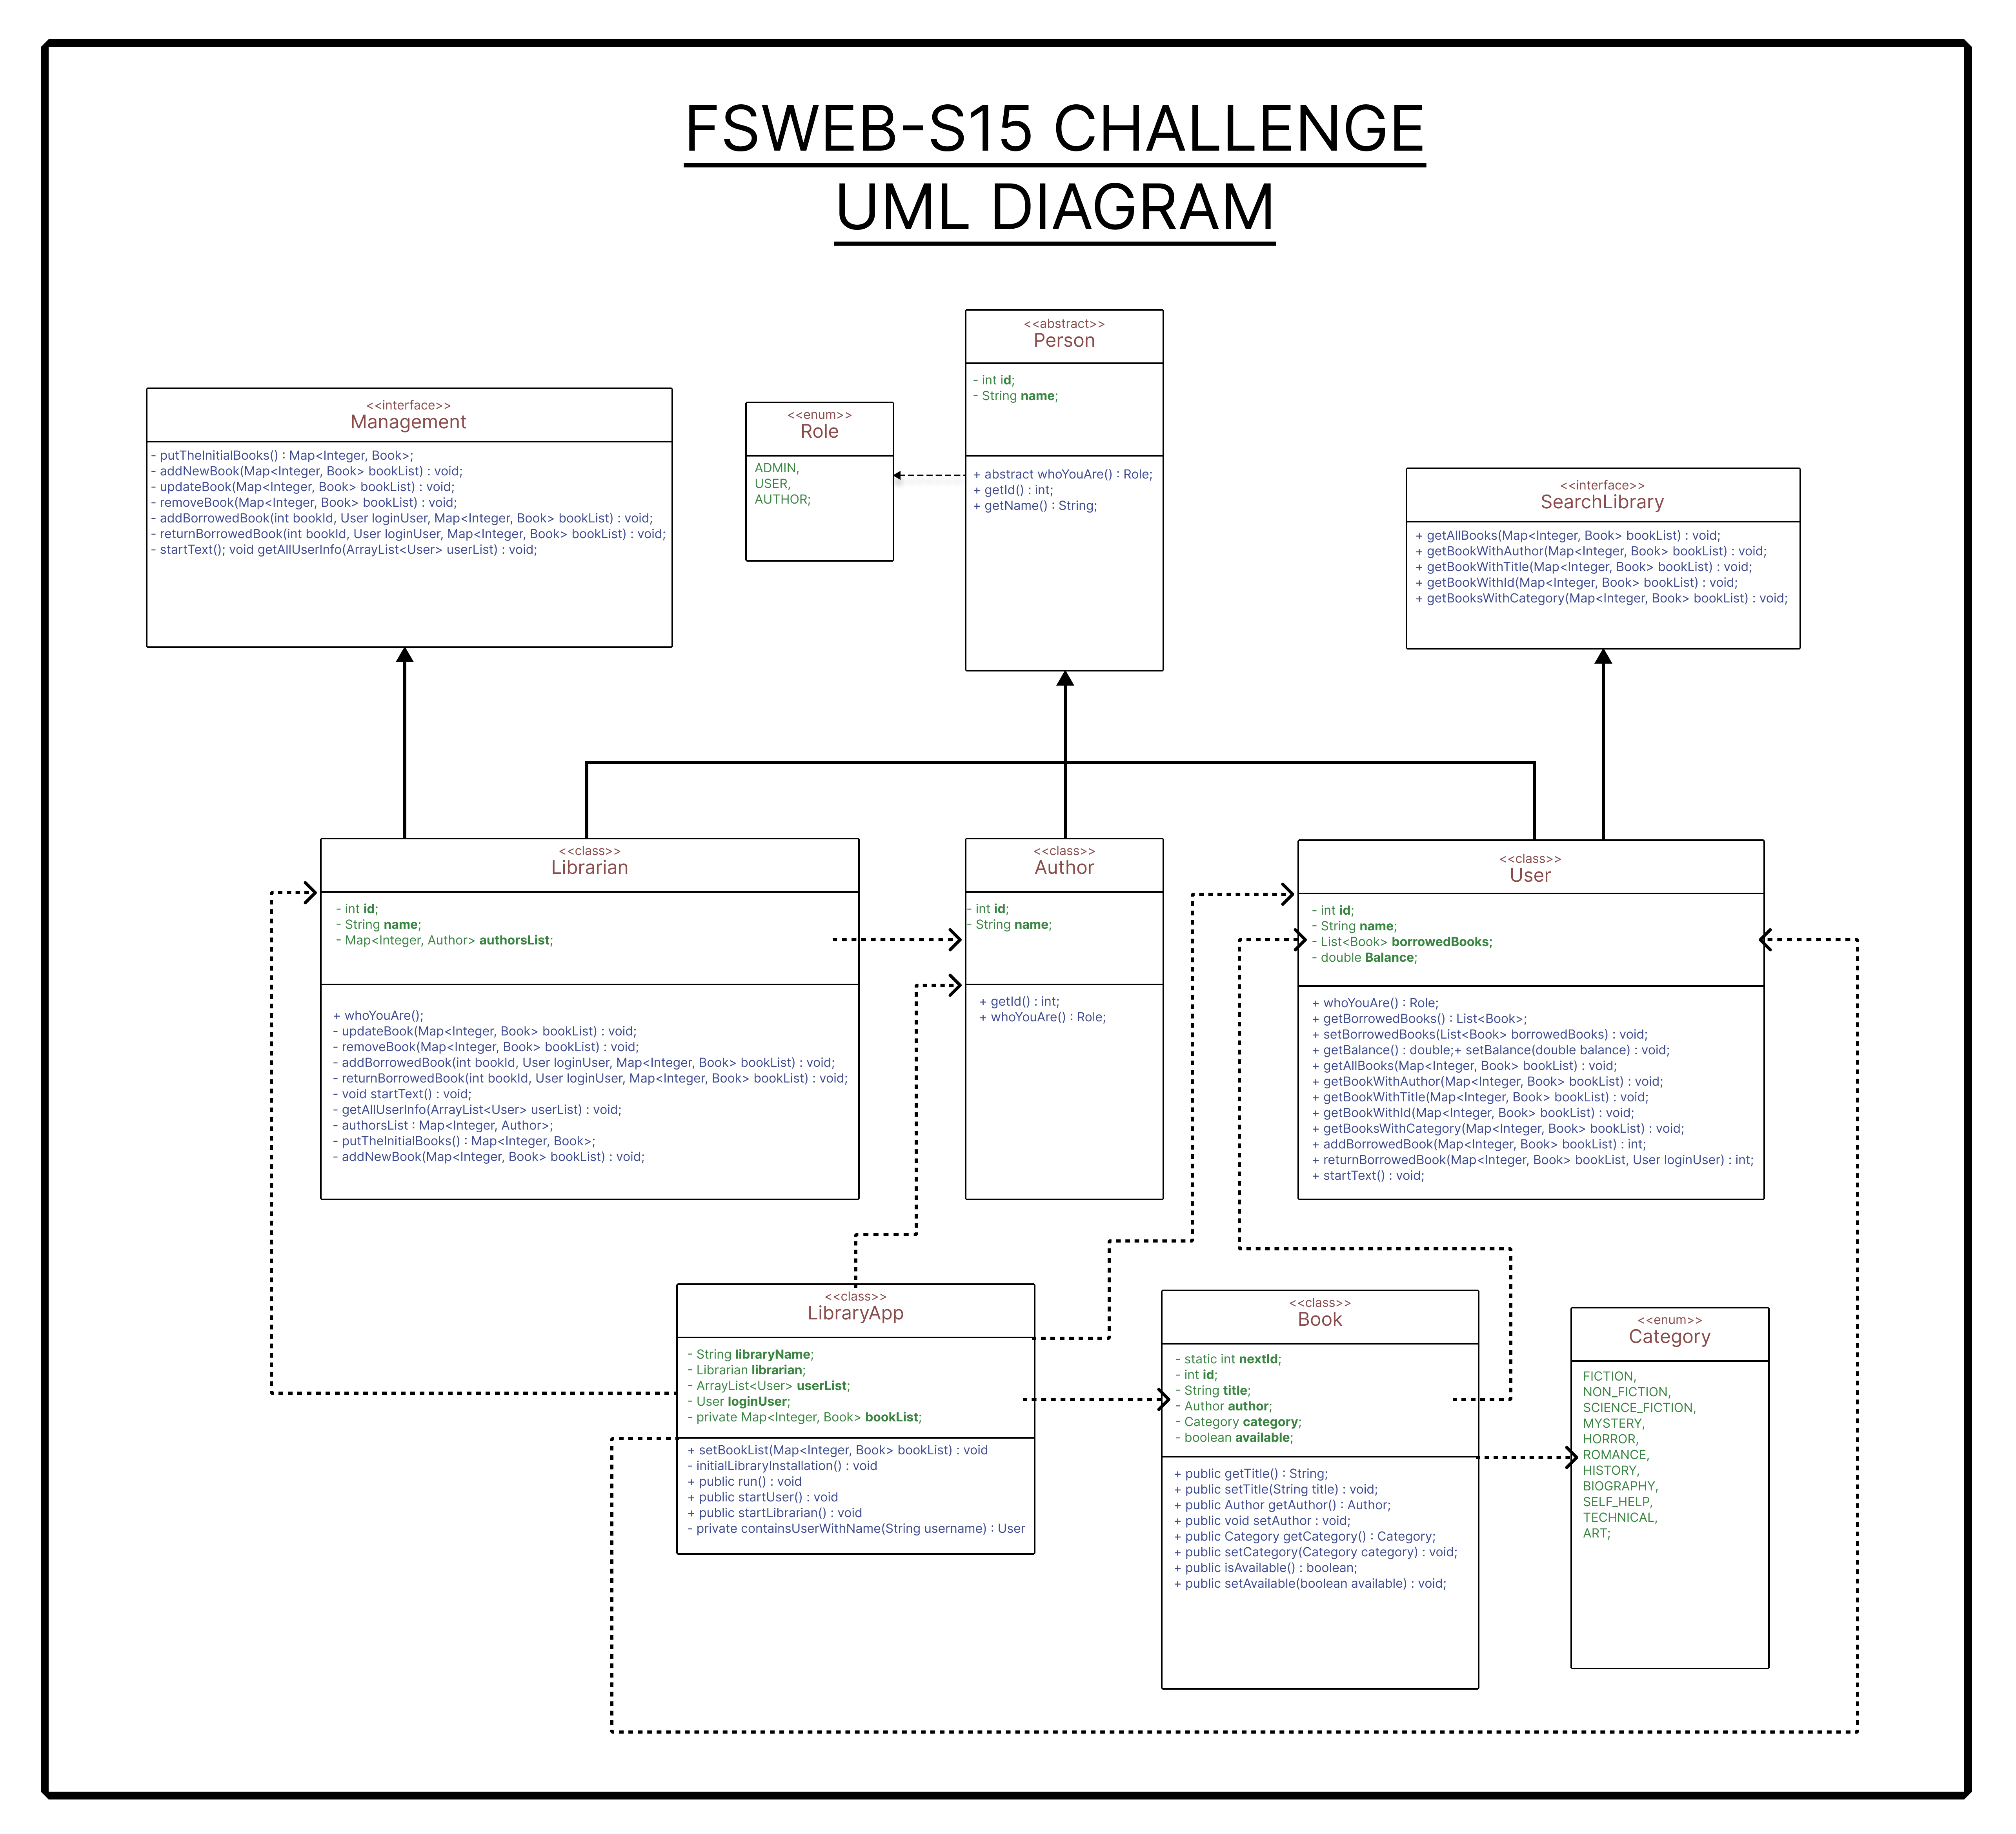 FSWEB-S15 CHALLENGE
UML DIAGRAM
<<abstract>>
Person
- int id;
- String name;
+ abstract whoYouAre() : Role;
+ getId() : int;
+ getName() : String;
<<interface>>
Management
- putTheInitialBooks() : Map<Integer, Book>;
- addNewBook(Map<Integer, Book> bookList) : void;
- updateBook(Map<Integer, Book> bookList) : void;
- removeBook(Map<Integer, Book> bookList) : void;
- addBorrowedBook(int bookId, User loginUser, Map<Integer, Book> bookList) : void;
- returnBorrowedBook(int bookId, User loginUser, Map<Integer, Book> bookList) : void;
- startText(); void getAllUserInfo(ArrayList<User> userList) : void;
<<enum>>
Role
ADMIN,
USER,
AUTHOR;
<<interface>>
SearchLibrary
+ getAllBooks(Map<Integer, Book> bookList) : void;
+ getBookWithAuthor(Map<Integer, Book> bookList) : void;
+ getBookWithTitle(Map<Integer, Book> bookList) : void;
+ getBookWithId(Map<Integer, Book> bookList) : void;
+ getBooksWithCategory(Map<Integer, Book> bookList) : void;
<<class>>
Librarian
- int id;
- String name;
- Map<Integer, Author> authorsList;
+ whoYouAre();
- updateBook(Map<Integer, Book> bookList) : void;
- removeBook(Map<Integer, Book> bookList) : void;
- addBorrowedBook(int bookId, User loginUser, Map<Integer, Book> bookList) : void;
- returnBorrowedBook(int bookId, User loginUser, Map<Integer, Book> bookList) : void;
- void startText() : void;
- getAllUserInfo(ArrayList<User> userList) : void;
- authorsList : Map<Integer, Author>;
- putTheInitialBooks() : Map<Integer, Book>;
- addNewBook(Map<Integer, Book> bookList) : void;
<<class>>
Author
- int id;
- String name;
+ getId() : int;
+ whoYouAre() : Role;
<<class>>
User
- int id;
- String name;
- List<Book> borrowedBooks;
- double Balance;
+ whoYouAre() : Role;
+ getBorrowedBooks() : List<Book>;
+ setBorrowedBooks(List<Book> borrowedBooks) : void;
+ getBalance() : double;+ setBalance(double balance) : void;
+ getAllBooks(Map<Integer, Book> bookList) : void;
+ getBookWithAuthor(Map<Integer, Book> bookList) : void;
+ getBookWithTitle(Map<Integer, Book> bookList) : void;
+ getBookWithId(Map<Integer, Book> bookList) : void;
+ getBooksWithCategory(Map<Integer, Book> bookList) : void;
+ addBorrowedBook(Map<Integer, Book> bookList) : int;
+ returnBorrowedBook(Map<Integer, Book> bookList, User loginUser) : int;
+ startText() : void;
<<class>>
LibraryApp
- String libraryName;
- Librarian librarian;
- ArrayList<User> userList;
- User loginUser;
- private Map<Integer, Book> bookList;
+ setBookList(Map<Integer, Book> bookList) : void
- initialLibraryInstallation() : void
+ public run() : void
+ public startUser() : void
+ public startLibrarian() : void
- private containsUserWithName(String username) : User
<<class>>
Book
- static int nextId;
- int id;
- String title;
- Author author;
- Category category;
- boolean available;
+ public getTitle() : String;
+ public setTitle(String title) : void;
+ public Author getAuthor() : Author;
+ public void setAuthor : void;
+ public Category getCategory() : Category;
+ public setCategory(Category category) : void;
+ public isAvailable() : boolean;
+ public setAvailable(boolean available) : void;
<<enum>>
Category
FICTION,
NON_FICTION,
SCIENCE_FICTION,
MYSTERY,
HORROR,
ROMANCE,
HISTORY,
BIOGRAPHY,
SELF_HELP,
TECHNICAL,
ART;